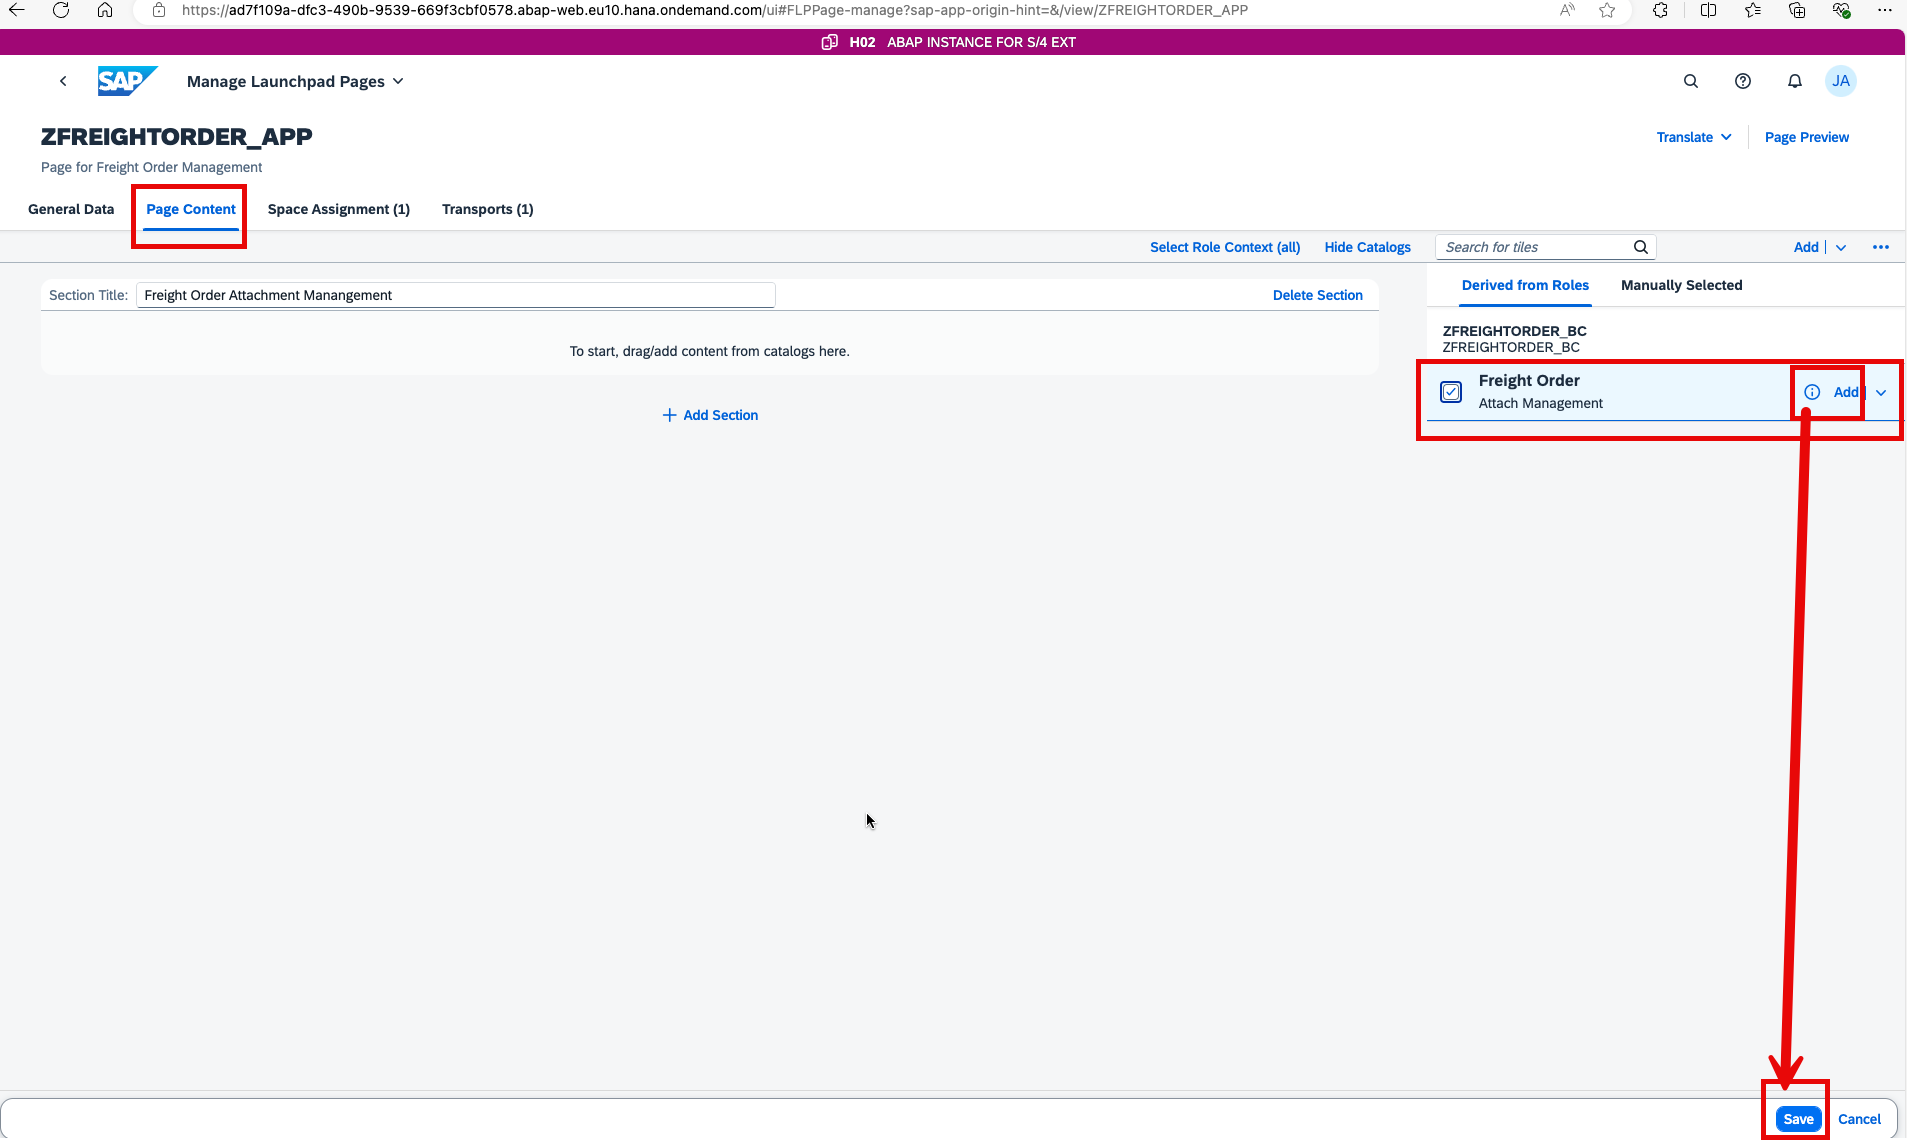 https://ad7f109a-dfc3-490b-9539-669f3cbf0578.abap-web.eu10.hana.ondemand.com/ui#FLPPage-manage?sap-app-origin-hint=&/view/ZFREIGHTORDER_APP
H02 ABAP INSTANCE FOR S/4 EXT
SAP Manage Launchpad Pages JA
ZFREIGHTORDER_APP
Translate Page Preview
Page for Freight Order Management
General Data Page Content Space Assignment (1) Transports (1)
Select Role Context (all) Hide Catalogs Search for tiles Add
Derived from Roles Manually Selected
Section Title: Freight Order Attachment Manangement Delete Section
To start, drag/add content from catalogs here.
Add Section
ZFREIGHTORDER_BC
ZFREIGHTORDER_BC
Freight Order
Attach Management
Add
Save Cancel